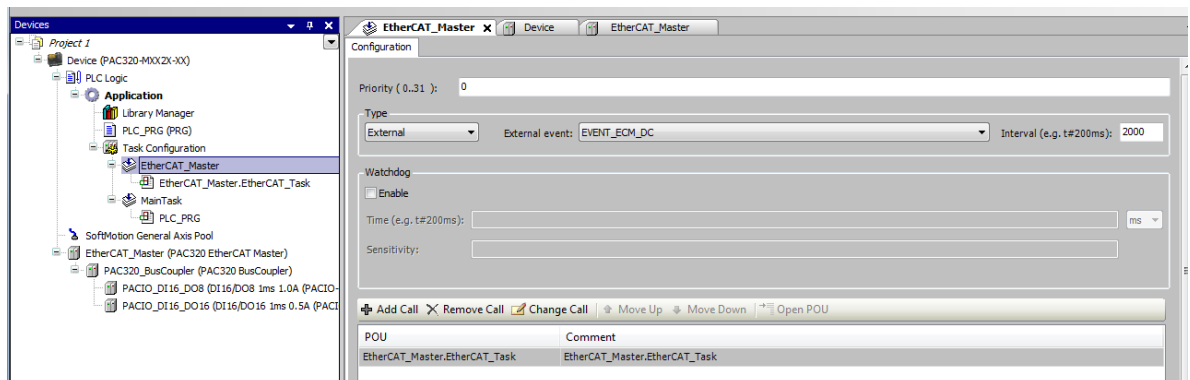 Devices
Project 1
Device (PAC320-MXX2X-XX)
PLC Logic
Application
Library Manager
PLC_PRG (PRG)
Task Configuration
EtherCAT_Master
EtherCAT_Master.EtherCAT_Task
MainTask
PLC_PRG
SoftMotion General Axis Pool
EtherCAT_Master (PAC320 EtherCAT Master)
PAC320_BusCoupler (PAC320 BusCoupler)
PACIO_DI16_DO8 (DI16/DO8 1ms 1.0A (PACIO-
PACIO_DI16_DO16 (DI16/DO16 1ms 0.5A (PACI
EtherCAT_Master X Device EtherCAT_Master
Configuration
Priority ( 0..31 ): 0
Type
External External event: EVENT_ECM_DC Interval (e.g. t#200ms): 2000
Watchdog
Enable
Time (e.g. t#200ms): ms
Sensitivity:
Add Call Remove Call Change Call Move Up Move Down Open POU
POU Comment
EtherCAT_Master.EtherCAT_Task EtherCAT_Master.EtherCAT_Task